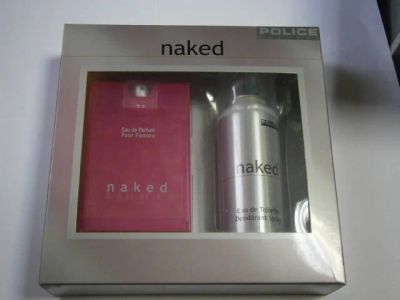 POLICE
naked
Eau de Parfum
Pour Femme
naked
naked
Eau de Toilette
Deodorant Spray